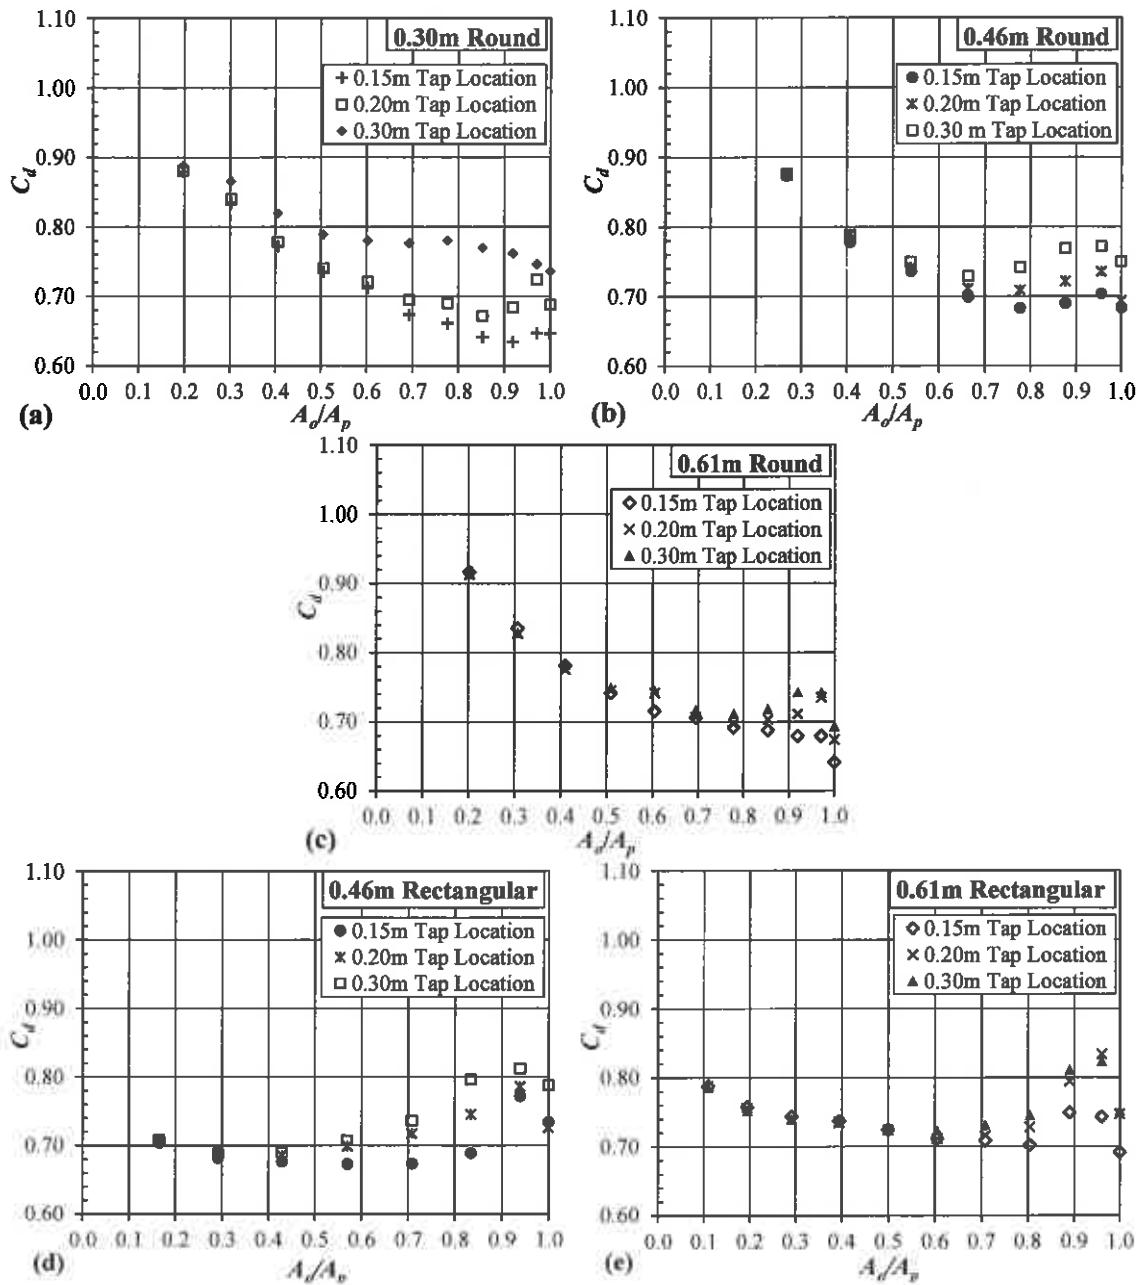 1.10
1.00
0.90
0.80
0.70
0.60
C_d
0.30m Round
0.15m Tap Location
0.20m Tap Location
0.30m Tap Location
0.0 0.1 0.2 0.3 0.4 0.5 0.6 0.7 0.8 0.9 1.0
(a)
A_o/A_p
1.10
1.00
0.90
0.80
0.70
0.60
C_d
0.46m Round
0.15m Tap Location
0.20m Tap Location
0.30 m Tap Location
0.0 0.1 0.2 0.3 0.4 0.5 0.6 0.7 0.8 0.9 1.0
(b)
A_o/A_p
1.10
1.00
0.90
0.80
0.70
0.60
C_d
0.61m Round
0.15m Tap Location
0.20m Tap Location
0.30m Tap Location
0.0 0.1 0.2 0.3 0.4 0.5 0.6 0.7 0.8 0.9 1.0
(c)
A_o/A_p
1.10
1.00
0.90
0.80
0.70
0.60
C_d
0.46m Rectangular
0.15m Tap Location
0.20m Tap Location
0.30m Tap Location
0.0 0.1 0.2 0.3 0.4 0.5 0.6 0.7 0.8 0.9 1.0
(d)
A_o/A_p
1.10
1.00
0.90
0.80
0.70
0.60
C_d
0.61m Rectangular
0.15m Tap Location
0.20m Tap Location
0.30m Tap Location
0.0 0.1 0.2 0.3 0.4 0.5 0.6 0.7 0.8 0.9 1.0
(e)
A_o/A_p